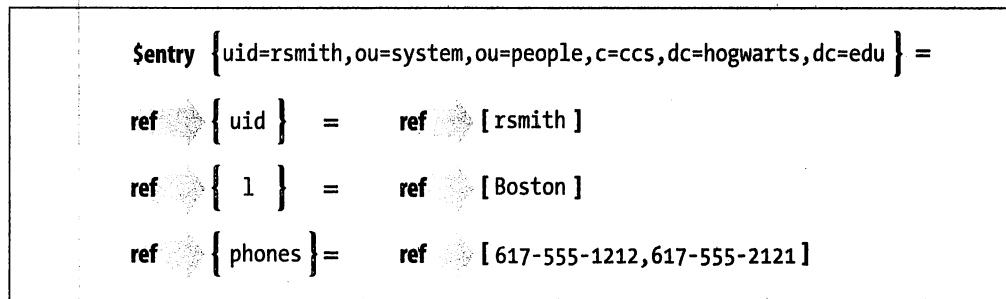 $entry {uid=rsmith,ou=system,ou=people,c=ccs,dc=hogwarts,dc=edu} =
ref { uid } = ref [rsmith]
ref { l } = ref [Boston]
ref { phones } = ref [617-555-1212,617-555-2121]